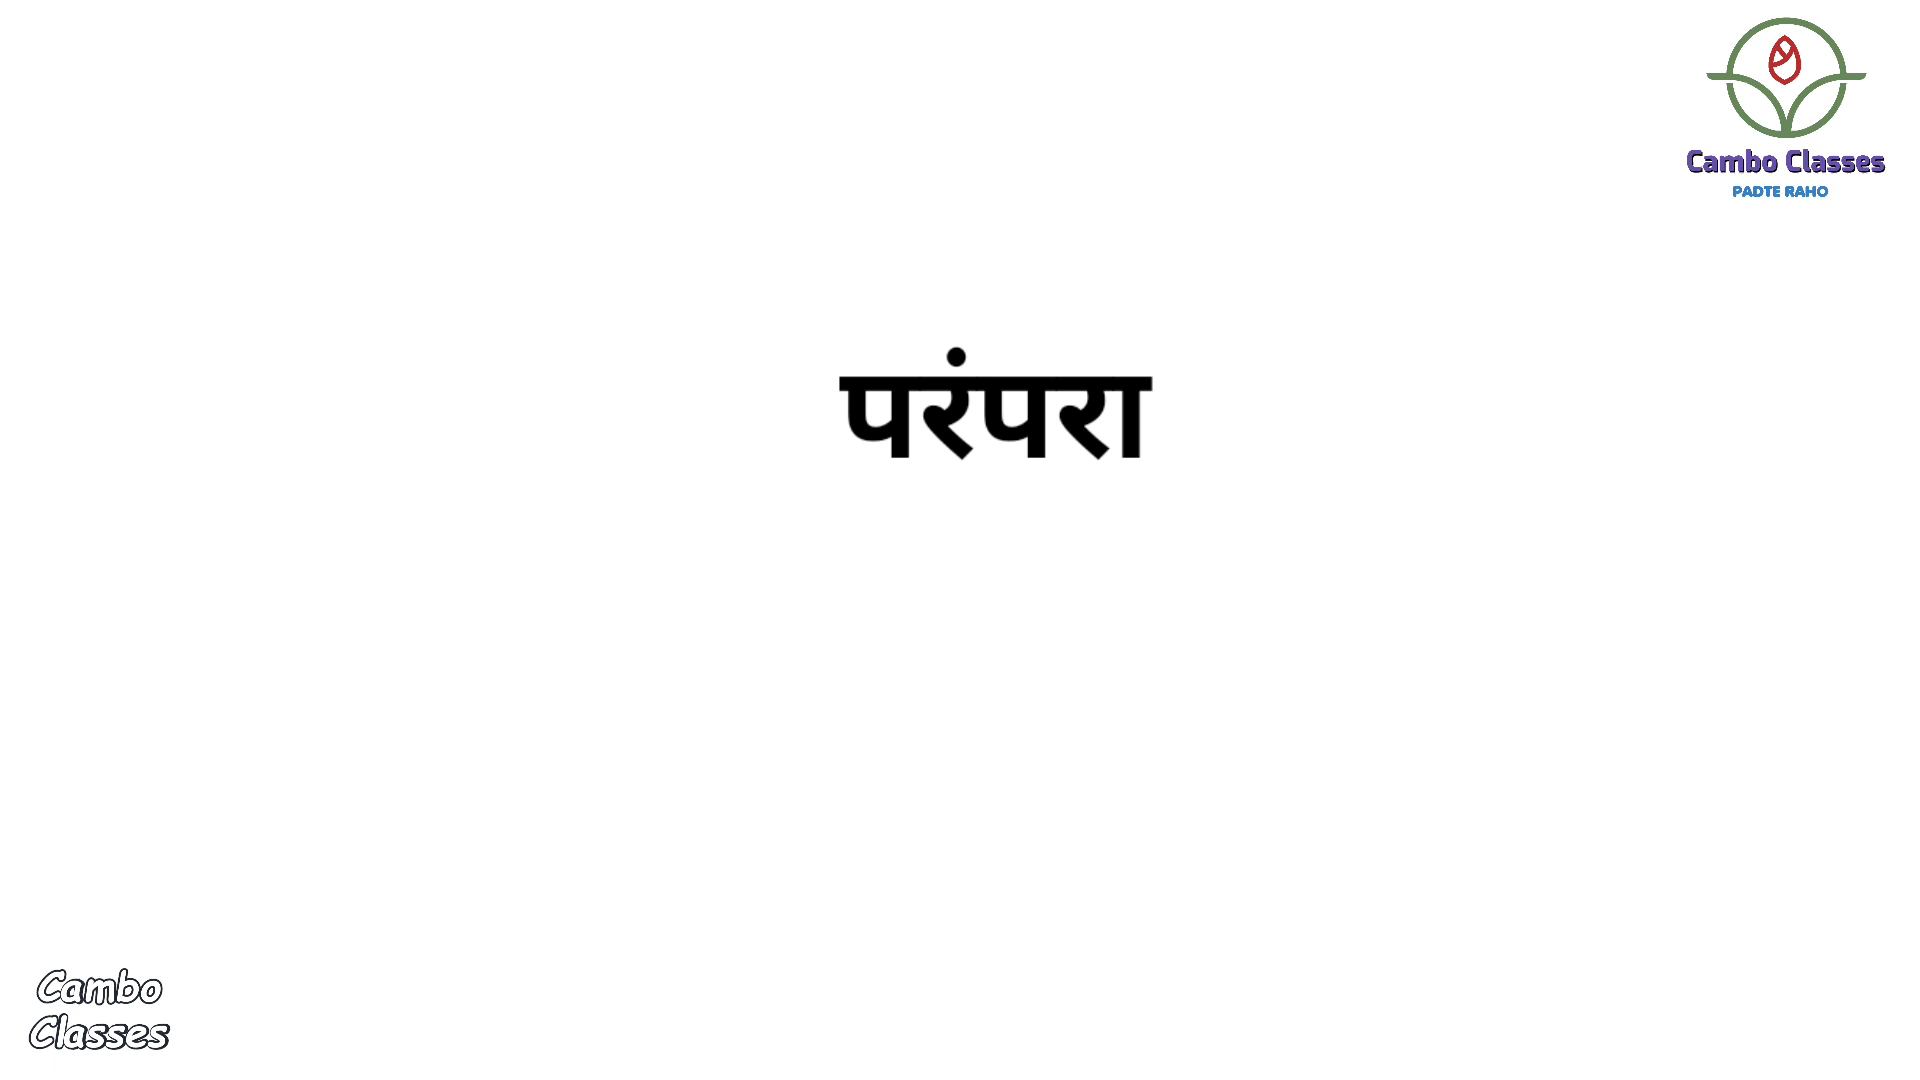 Cambo Classes
PADTE RAHO
परंपरा
Cambo
Classes